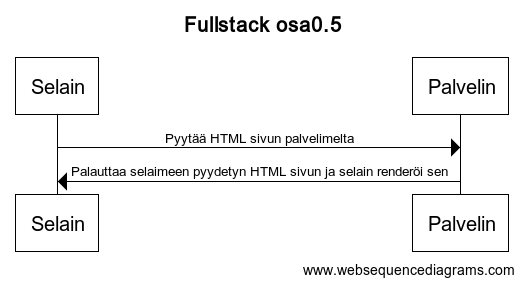 Fullstack osa0.5
Selain
Palvelin
Pyytää HTML sivun palvelimelta
Palauttaa selaimeen pyydetyn HTML sivun ja selain renderöi sen
Selain
Palvelin
www.websequencediagrams.com